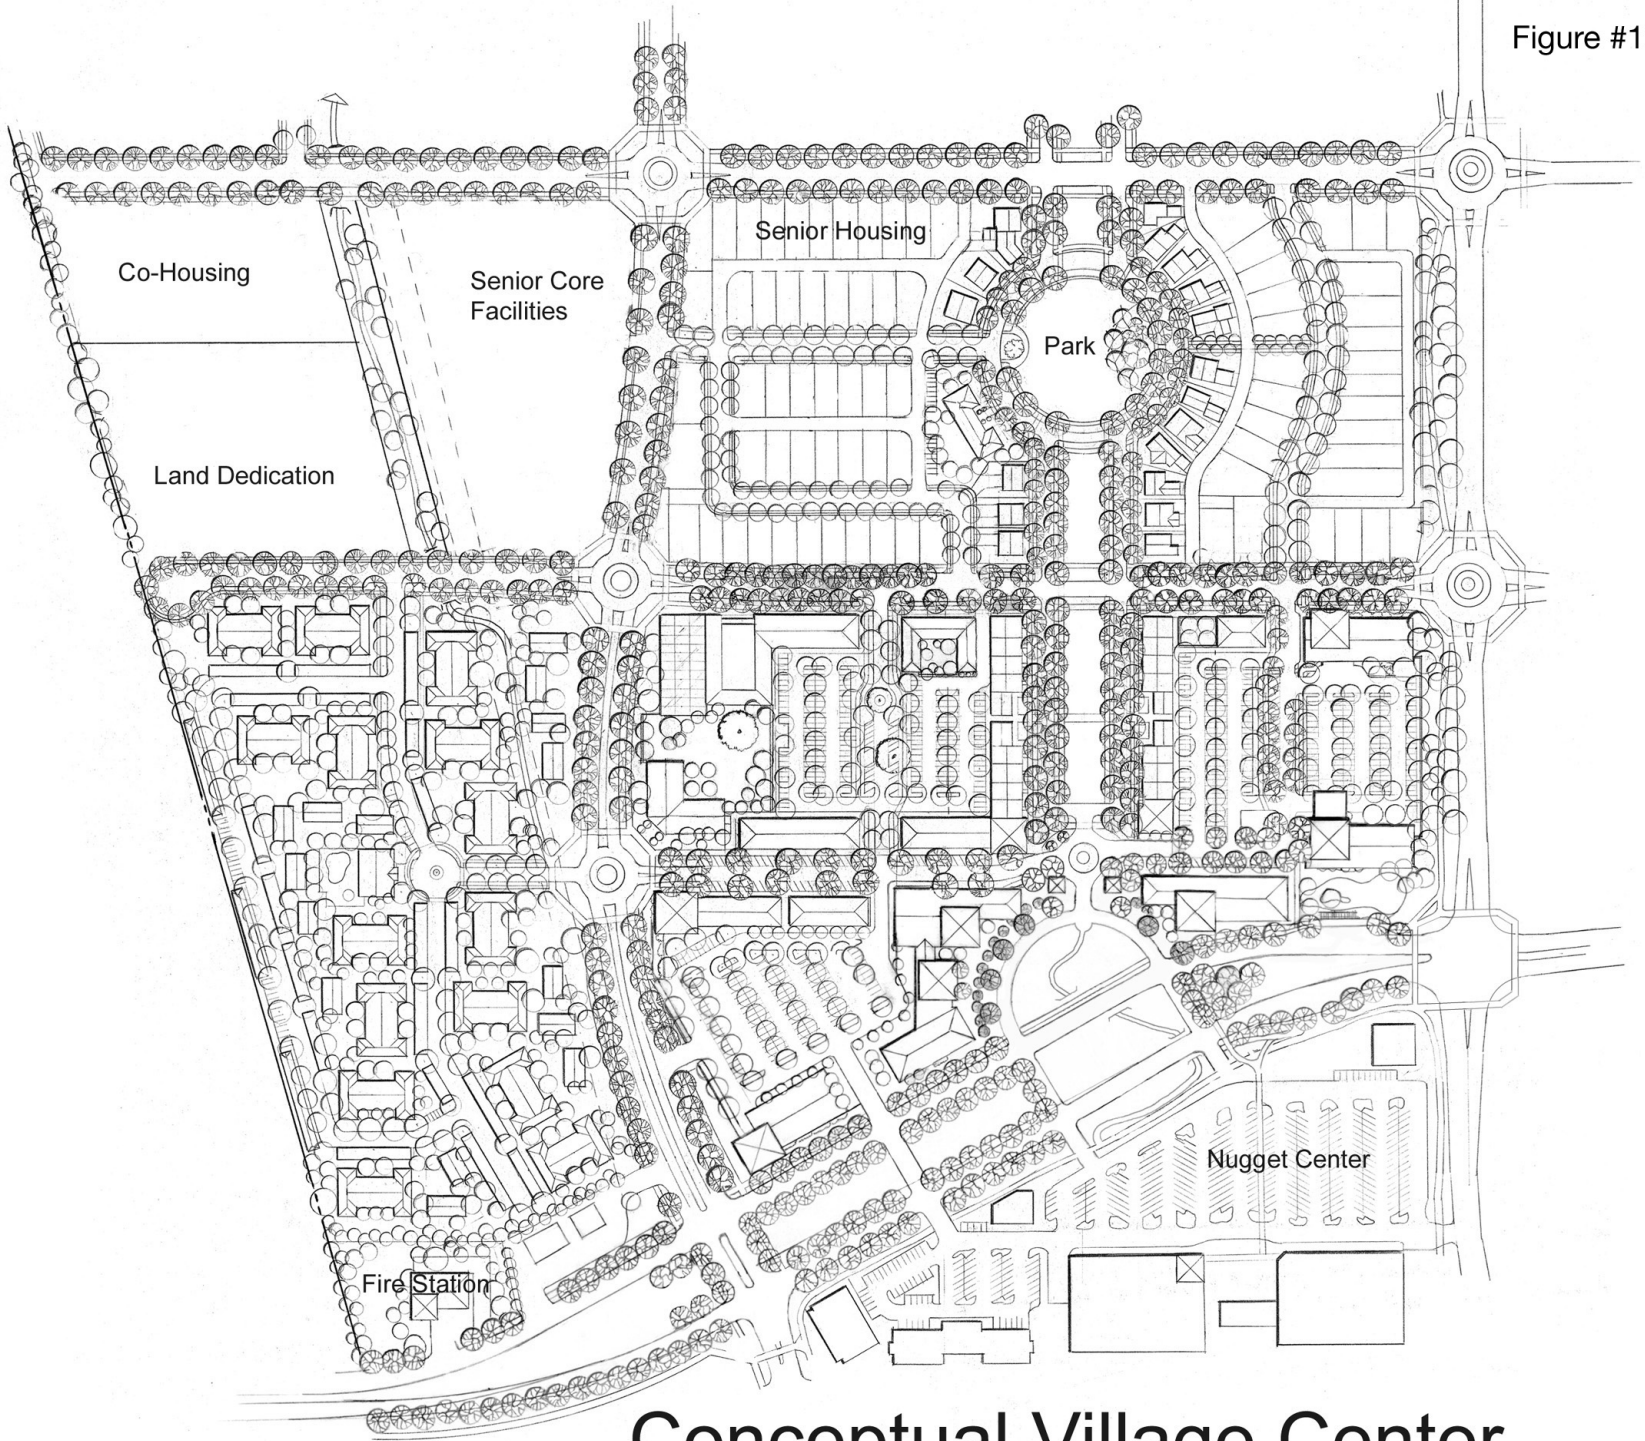 Figure #1
Senior Housing
Co-Housing
Senior Core
Facilities
Park
Land Dedication
Nugget Center
Fire Station
Conceptual Village Center